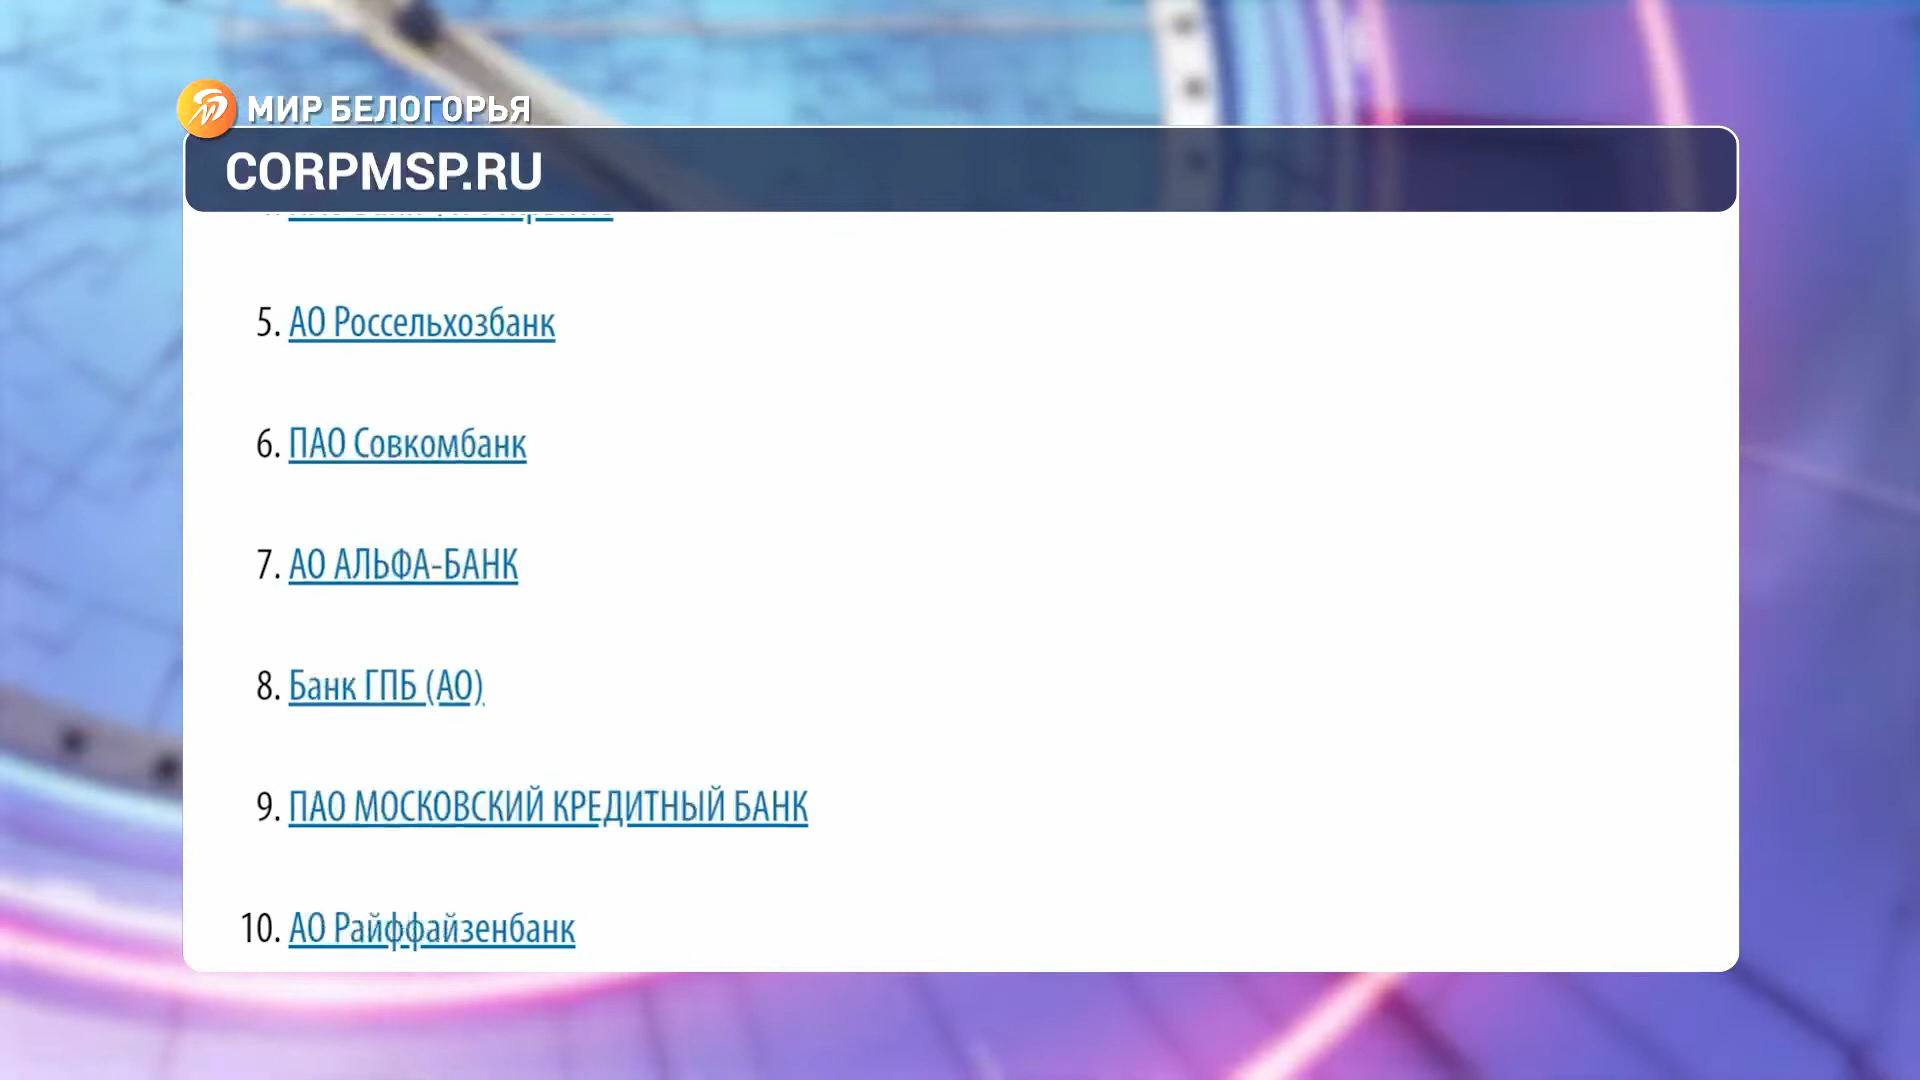 МИР БЕЛОГОРЬЯ
CORPMSP.RU
5. АО Россельхозбанк
6. ПАО Совкомбанк
7. АО АЛЬФА-БАНК
8. Банк ГПБ (АО)
9. ПАО МОСКОВСКИЙ КРЕДИТНЫЙ БАНК
10. АО Райффайзенбанк